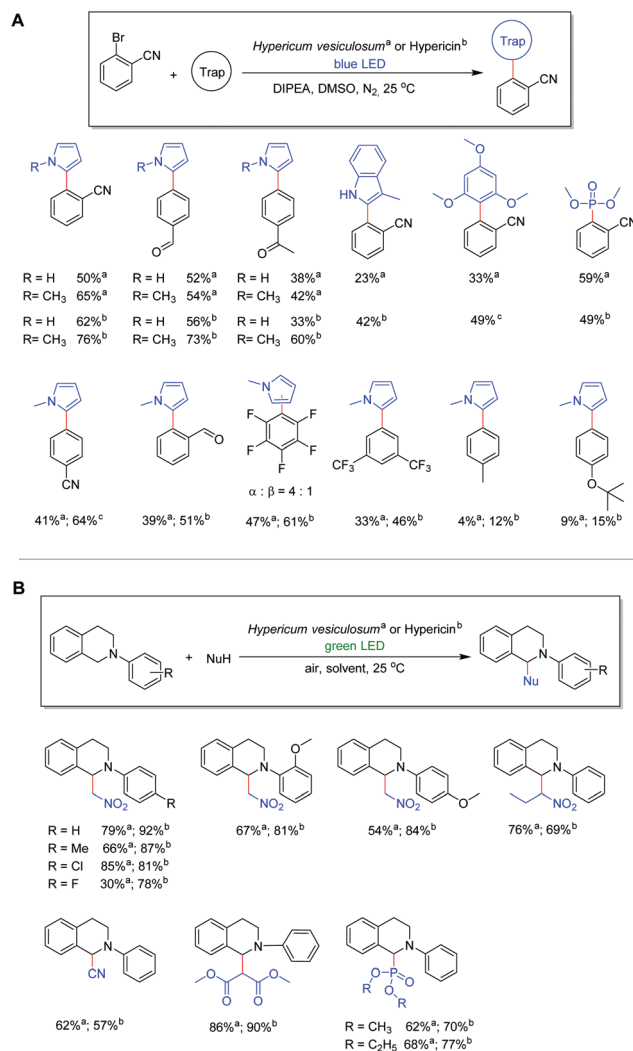 A
Br
CN
+
Trap
Hypericum vesiculosumᵃ or Hypericinᵇ
blue LED
DIPEA, DMSO, N₂, 25 °C
Trap
CN
R N
CN
R N
O
R N
O
HN
CN
O
O
O
CN
O
O P
O
CN
R = H 50%ᵃ
R= CH₃ 65%ᵃ
R = H 62%ᵇ
R= CH₃ 76%ᵇ
R = H 52%ᵃ
R= CH₃ 54%ᵃ
R = H 56%ᵇ
R= CH₃ 73%ᵇ
R = H 38%ᵃ
R= CH₃ 42%ᵃ
R = H 33%ᵇ
R= CH₃ 60%ᵇ
23%ᵃ
42%ᵇ
33%ᵃ
49%ᶜ
59%ᵃ
49%ᵇ
N
CN
N
O
N
F F
F F
F
α : β = 4 : 1
N
CF₃ CF₃
N
N
O
41%ᵃ; 64%ᶜ
39%ᵃ; 51%ᵇ
47%ᵃ; 61%ᵇ
33%ᵃ; 46%ᵇ
4%ᵃ; 12%ᵇ
9%ᵃ; 15%ᵇ
B
N
R
+
NuH
Hypericum vesiculosumᵃ or Hypericinᵇ
green LED
air, solvent, 25 °C
N
Nu
R
N
NO₂
R
N
O
NO₂
N
NO₂
O
N
NO₂
R = H 79%ᵃ; 92%ᵇ
R = Me 66%ᵃ; 87%ᵇ
R = Cl 85%ᵃ; 81%ᵇ
R = F 30%ᵃ; 78%ᵇ
67%ᵃ; 81%ᵇ
54%ᵃ; 84%ᵇ
76%ᵃ; 69%ᵇ
N
CN
N
O O
O O
N
O P O
R O
R
62%ᵃ; 57%ᵇ
86%ᵃ; 90%ᵇ
R = CH₃ 62%ᵃ; 70%ᵇ
R = C₂H₅ 68%ᵃ; 77%ᵇ